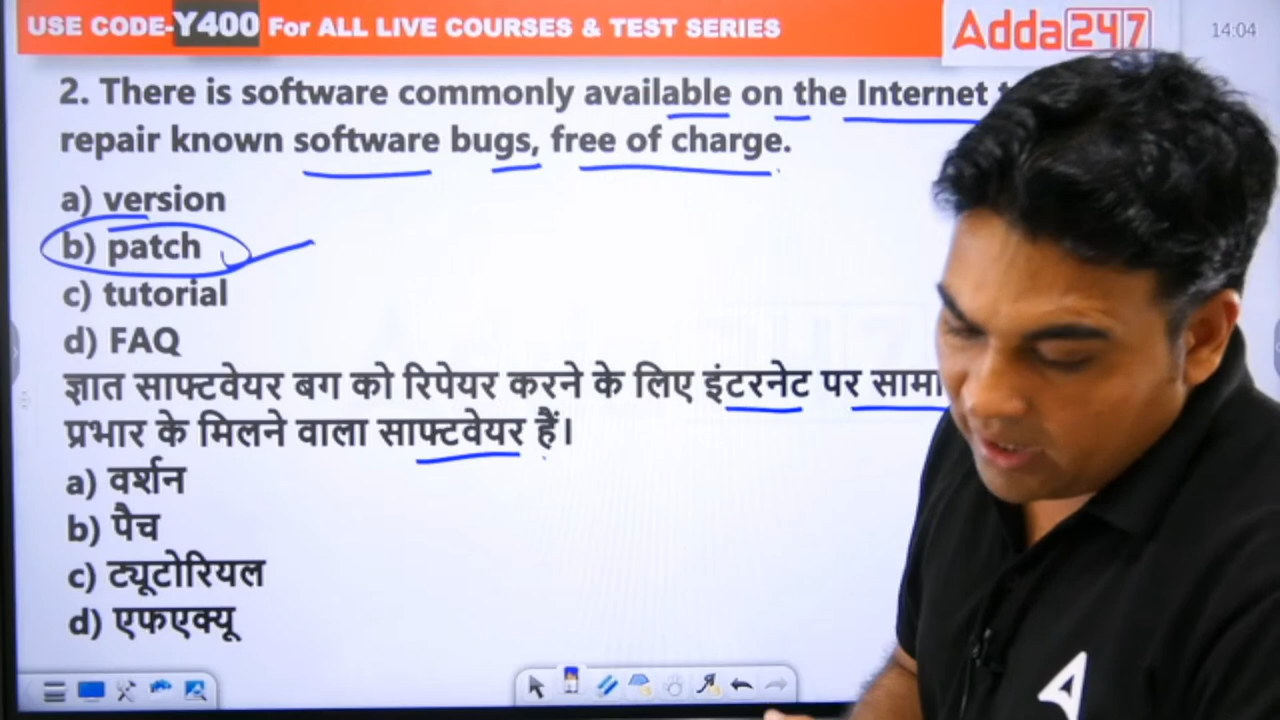 USE CODE-Y400 For ALL LIVE COURSES & TEST SERIES
Adda247
14:04
2. There is software commonly available on the Internet
repair known software bugs, free of charge.
a) version
b) patch
c) tutorial
d) FAQ
ज्ञात साफ्टवेयर बग को रिपेयर करने के लिए इंटरनेट पर
प्रभार के मिलने वाला साफ्टवेयर हैं।
a) वर्शन
b) पैच
c) ट्यूटोरियल
d) एफएक्यू